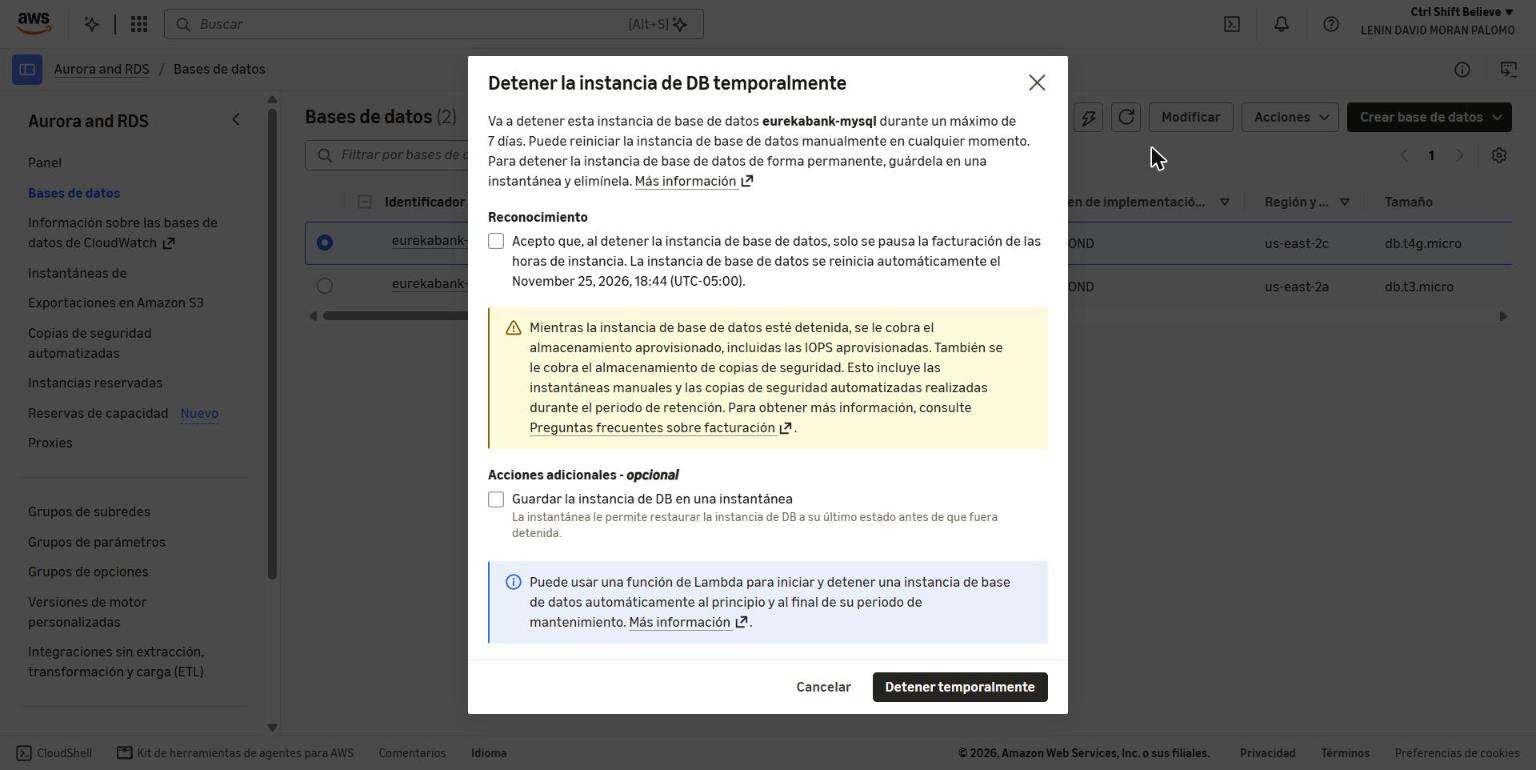 aws
Buscar
[Alt+S]
Ctrl Shift Believe ▼
LENIN DAVID MORAN PALOMO
Aurora and RDS / Bases de datos
Aurora and RDS
Panel
Bases de datos
Información sobre las bases de
datos de CloudWatch
Instantáneas de
Exportaciones en Amazon S3
Copias de seguridad
automatizadas
Instancias reservadas
Reservas de capacidad Nuevo
Proxies
Grupos de subredes
Grupos de parámetros
Grupos de opciones
Versiones de motor
personalizadas
Integraciones sin extracción,
transformación y carga (ETL)
Bases de datos (2)
Modificar
Acciones
Crear base de datos
Filtrar por bases de d
1
Identificador
en de implementació...
Región y ...
Tamaño
eurekabank-
OND
us-east-2c
db.t4g.micro
eurekabank-
OND
us-east-2a
db.t3.micro
Detener la instancia de DB temporalmente
Va a detener esta instancia de base de datos eurekabank-mysql durante un máximo de
7 días. Puede reiniciar la instancia de base de datos manualmente en cualquier momento.
Para detener la instancia de base de datos de forma permanente, guárdela en una
instantánea y elimínela. Más información
Reconocimiento
Acepto que, al detener la instancia de base de datos, solo se pausa la facturación de las
horas de instancia. La instancia de base de datos se reinicia automáticamente el
November 25, 2026, 18:44 (UTC-05:00).
Mientras la instancia de base de datos esté detenida, se le cobra el
almacenamiento aprovisionado, incluidas las IOPS aprovisionadas. También se
le cobra el almacenamiento de copias de seguridad. Esto incluye las
instantáneas manuales y las copias de seguridad automatizadas realizadas
durante el periodo de retención. Para obtener más información, consulte
Preguntas frecuentes sobre facturación .
Acciones adicionales - opcional
Guardar la instancia de DB en una instantánea
La instantánea le permite restaurar la instancia de DB a su último estado antes de que fuera
detenida.
Puede usar una función de Lambda para iniciar y detener una instancia de base
de datos automáticamente al principio y al final de su periodo de
mantenimiento. Más información .
Cancelar
Detener temporalmente
CloudShell
Kit de herramientas de agentes para AWS
Comentarios
Idioma
© 2026, Amazon Web Services, Inc. o sus filiales.
Privacidad
Términos
Preferencias de cookies